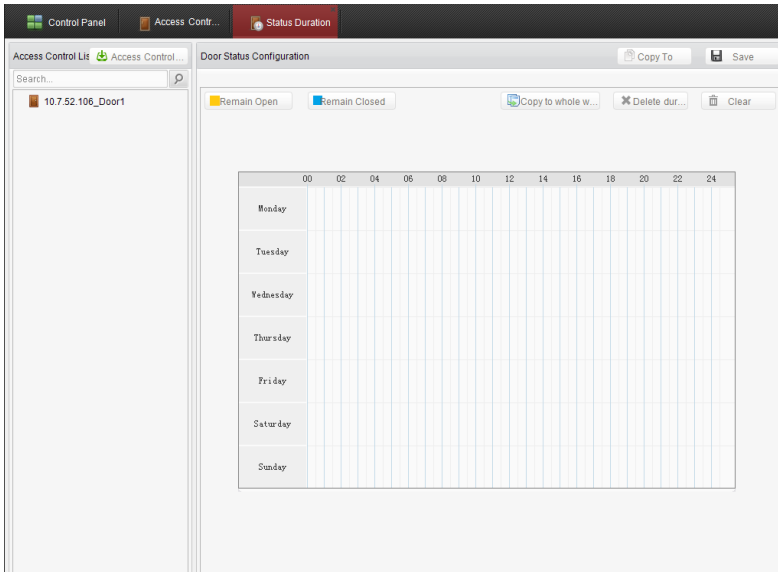 Control Panel
Access Contr...
Status Duration
Access Control Lis
Access Control...
Door Status Configuration
Copy To
Save
Search...
10.7.52.106_Door1
Remain Open
Remain Closed
Copy to whole w...
Delete dur...
Clear
00 02 04 06 08 10 12 14 16 18 20 22 24
Monday
Tuesday
Wednesday
Thursday
Friday
Saturday
Sunday